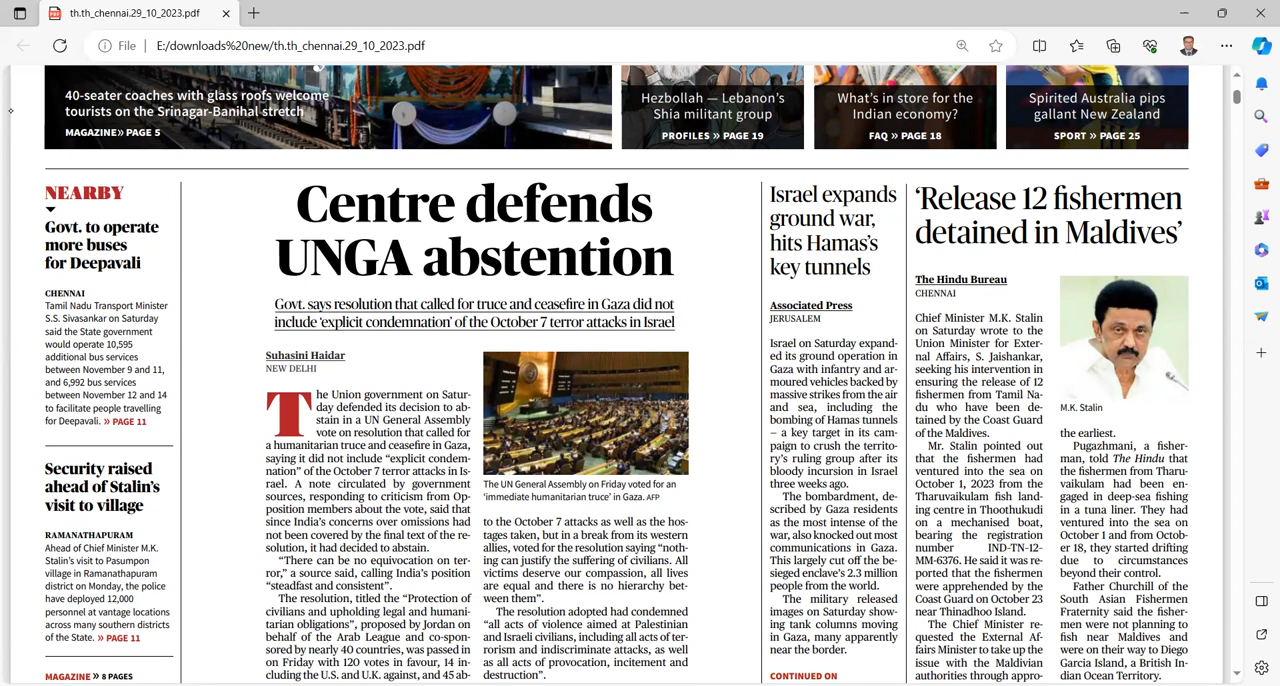 th.th_chennai.29_10_2023.pdf
File
E:/downloads%20new/th.th_chennai.29_10_2023.pdf
40-seater coaches with glass roofs welcome
tourists on the Srinagar-Banihal stretch
MAGAZINE » PAGE 5
Hezbollah — Lebanon’s
Shia militant group
PROFILES » PAGE 19
What’s in store for the
Indian economy?
FAQ » PAGE 18
Spirited Australia pips
gallant New Zealand
SPORT » PAGE 25
NEARBY
Govt. to operate
more buses
for Deepavali
CHENNAI
Tamil Nadu Transport Minister
S.S. Sivasankar on Saturday
said the State government
would operate 10,595
additional bus services
between November 9 and 11,
and 6,992 bus services
between November 12 and 14
to facilitate people travelling
for Deepavali. » PAGE 11
Security raised
ahead of Stalin’s
visit to village
RAMANATHAPURAM
Ahead of Chief Minister M.K.
Stalin’s visit to Pasumpon
village in Ramanathapuram
district on Monday, the police
have deployed 12,000
personnel at vantage locations
across many southern districts
of the State. » PAGE 11
MAGAZINE » 8 PAGES
Centre defends
UNGA abstention
Govt. says resolution that called for truce and ceasefire in Gaza did not
include ‘explicit condemnation’ of the October 7 terror attacks in Israel
Suhasini Haidar
NEW DELHI
The Union government on Satur-
day defended its decision to ab-
stain in a UN General Assembly
vote on resolution that called for
a humanitarian truce and ceasefire in Gaza,
saying it did not include “explicit condem-
nation” of the October 7 terror attacks in Is-
rael. A note circulated by government
sources, responding to criticism from Op-
position members about the vote, said that
since India’s concerns over omissions had
not been covered by the final text of the re-
solution, it had decided to abstain.
“There can be no equivocation on ter-
ror,” a source said, calling India’s position
“steadfast and consistent”.
The resolution, titled the “Protection of
civilians and upholding legal and humani-
tarian obligations”, proposed by Jordan on
behalf of the Arab League and co-spon-
sored by nearly 40 countries, was passed in
on Friday with 120 votes in favour, 14 in-
cluding the U.S. and U.K. against, and 45 ab-
The UN General Assembly on Friday voted for an
‘immediate humanitarian truce’ in Gaza. AFP
to the October 7 attacks as well as the hos-
tages taken, but in a break from its western
allies, voted for the resolution saying “noth-
ing can justify the suffering of civilians. All
victims deserve our compassion, all lives
are equal and there is no hierarchy bet-
ween them”.
The resolution adopted had condemned
“all acts of violence aimed at Palestinian
and Israeli civilians, including all acts of ter-
rorism and indiscriminate attacks, as well
as all acts of provocation, incitement and
destruction”.
Israel expands
ground war,
hits Hamas’s
key tunnels
Associated Press
JERUSALEM
Israel on Saturday expand-
ed its ground operation in
Gaza with infantry and ar-
moured vehicles backed by
massive strikes from the air
and sea, including the
bombing of Hamas tunnels
– a key target in its cam-
paign to crush the territo-
ry’s ruling group after its
bloody incursion in Israel
three weeks ago.
The bombardment, de-
scribed by Gaza residents
as the most intense of the
war, also knocked out most
communications in Gaza.
This largely cut off the be-
sieged enclave’s 2.3 million
people from the world.
The military released
images on Saturday show-
ing tank columns moving
in Gaza, many apparently
near the border.
CONTINUED ON
‘Release 12 fishermen
detained in Maldives’
The Hindu Bureau
CHENNAI
Chief Minister M.K. Stalin
on Saturday wrote to the
Union Minister for Exter-
nal Affairs, S. Jaishankar,
seeking his intervention in
ensuring the release of 12
fishermen from Tamil Na-
du who have been de-
tained by the Coast Guard
of the Maldives.
Mr. Stalin pointed out
that the fishermen had
ventured into the sea on
October 1, 2023 from the
Tharuvaikulam fish land-
ing centre in Thoothukudi
on a mechanised boat,
bearing the registration
number IND-TN-12-
MM-6376. He said it was re-
ported that the fishermen
were apprehended by the
Coast Guard on October 23
near Thinadhoo Island.
The Chief Minister re-
quested the External Af-
fairs Minister to take up the
issue with the Maldivian
authorities through appro-
M.K. Stalin
the earliest.
Pugazhmani, a fisher-
man, told The Hindu that
the fishermen from Tharu-
vaikulam had been en-
gaged in deep-sea fishing
in a tuna liner. They had
ventured into the sea on
October 1 and from Octob-
er 18, they started drifting
due to circumstances
beyond their control.
Father Churchill of the
South Asian Fishermen
Fraternity said the fisher-
men were not planning to
fish near Maldives and
were on their way to Diego
Garcia Island, a British In-
dian Ocean Territory.